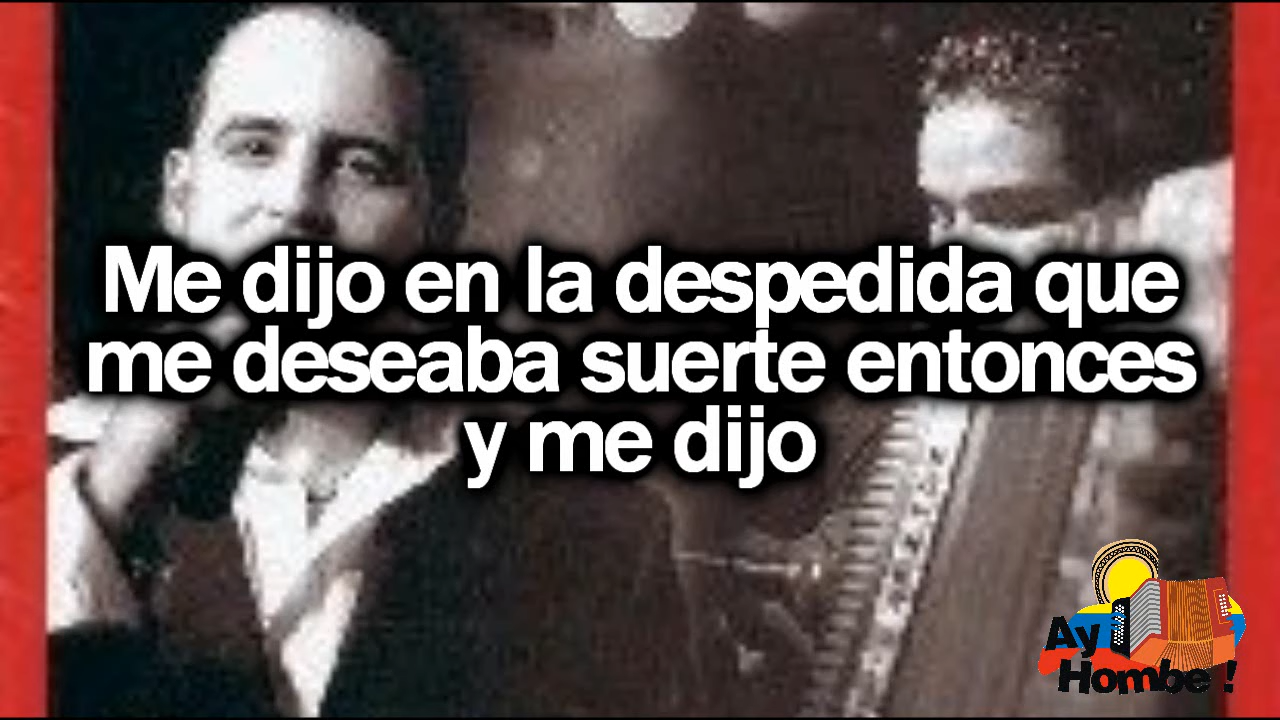 Me dijo en la despedida que
me deseaba suerte entonces
y me dijo
Ay
Hombe !